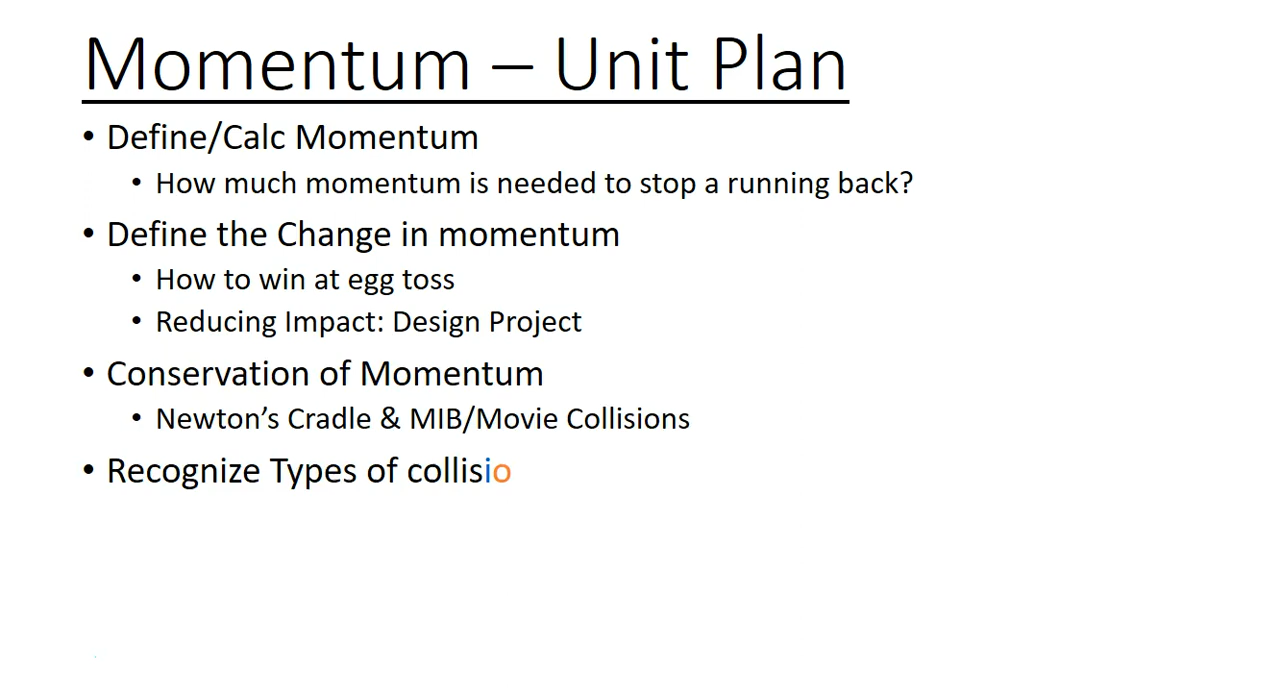 Momentum – Unit Plan
• Define/Calc Momentum
• How much momentum is needed to stop a running back?
• Define the Change in momentum
• How to win at egg toss
• Reducing Impact: Design Project
• Conservation of Momentum
• Newton’s Cradle & MIB/Movie Collisions
• Recognize Types of collisio